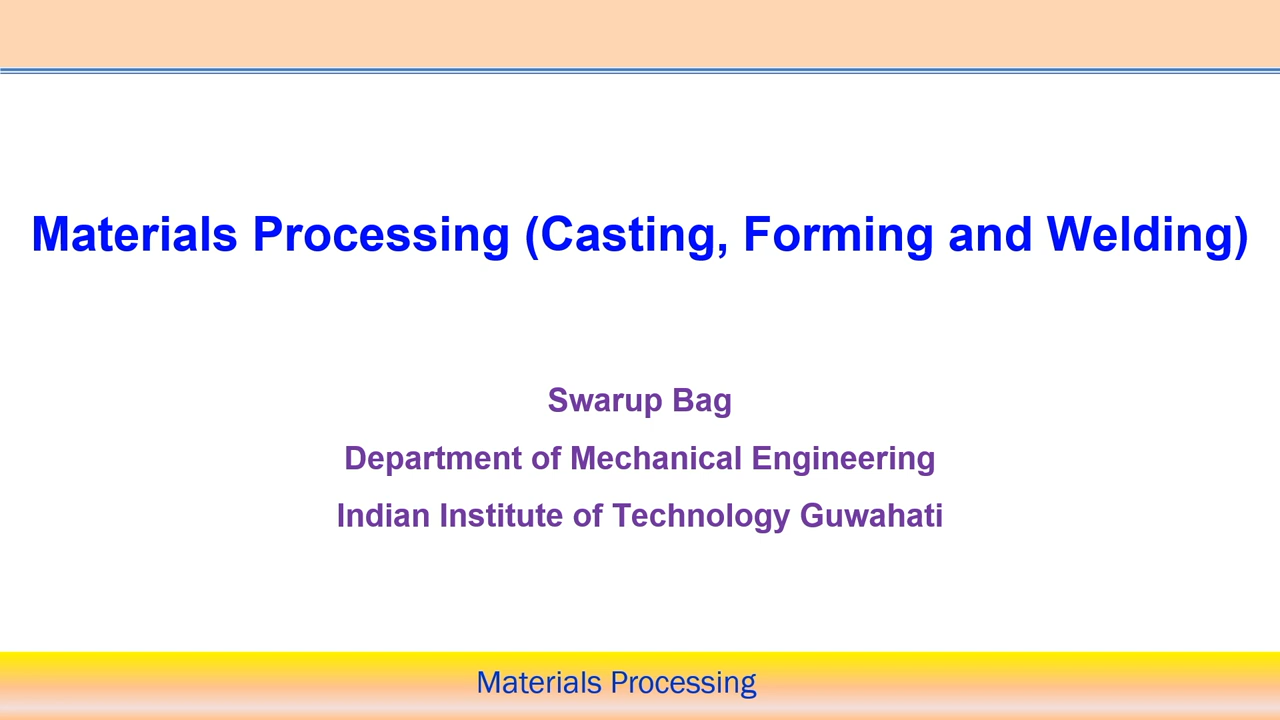 Materials Processing (Casting, Forming and Welding)
Swarup Bag
Department of Mechanical Engineering
Indian Institute of Technology Guwahati
Materials Processing